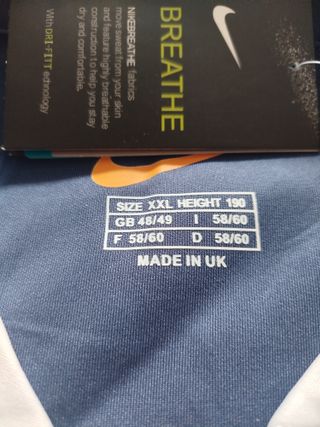 BREATHE
NIKEBREATHE fabrics
move sweat from your skin
and feature highly breathable
construction to help you stay
dry and comfortable.
With DRI-FITT echnology
SIZE XXL HEIGHT 190
GB 48/49 I 58/60
F 58/60 D 58/60
MADE IN UK